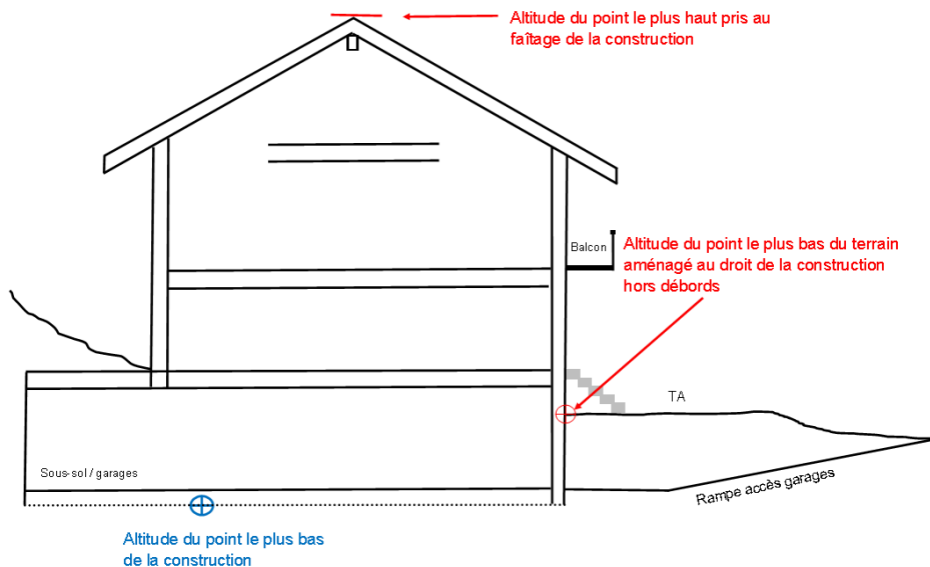 Altitude du point le plus haut pris au
faîtage de la construction
Balcon
Altitude du point le plus bas du terrain
aménagé au droit de la construction
hors débords
TA
Sous-sol / garages
Rampe accès garages
Altitude du point le plus bas
de la construction